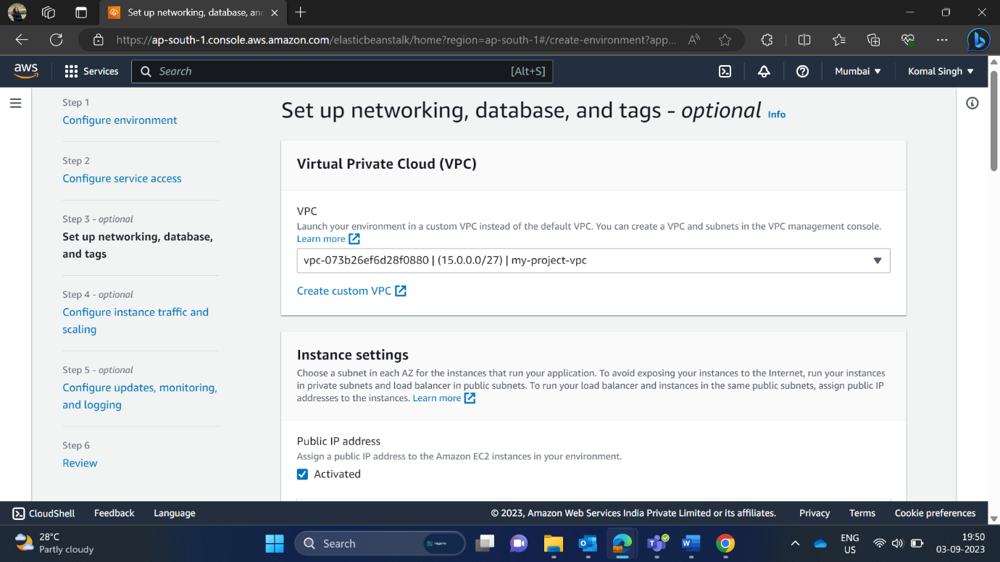 Set up networking, database, an
https://ap-south-1.console.aws.amazon.com/elasticbeanstalk/home?region=ap-south-1#/create-environment?app...
aws
Services
Search
[Alt+S]
Mumbai
Komal Singh
Step 1
Configure environment
Step 2
Configure service access
Step 3 - optional
Set up networking, database,
and tags
Step 4 - optional
Configure instance traffic and
scaling
Step 5 - optional
Configure updates, monitoring,
and logging
Step 6
Review
Set up networking, database, and tags - optional Info
Virtual Private Cloud (VPC)
VPC
Launch your environment in a custom VPC instead of the default VPC. You can create a VPC and subnets in the VPC management console.
Learn more
vpc-073b26ef6d28f0880 | (15.0.0.0/27) | my-project-vpc
Create custom VPC
Instance settings
Choose a subnet in each AZ for the instances that run your application. To avoid exposing your instances to the Internet, run your instances
in private subnets and load balancer in public subnets. To run your load balancer and instances in the same public subnets, assign public IP
addresses to the instances. Learn more
Public IP address
Assign a public IP address to the Amazon EC2 instances in your environment.
Activated
CloudShell
Feedback
Language
© 2023, Amazon Web Services India Private Limited or its affiliates.
Privacy
Terms
Cookie preferences
28°C
Partly cloudy
Search
ENG
US
19:50
03-09-2023